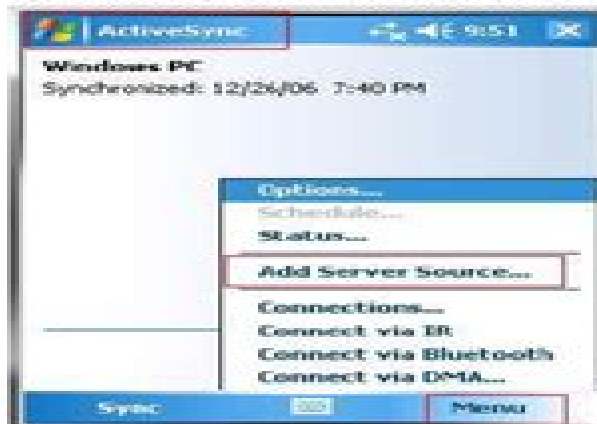 ActiveSync 9:51
Windows PC
Synchronized: 12/26/06 7:40 PM
Options...
Schedule...
Status...
Add Server Source...
Connections...
Connect via IR
Connect via Bluetooth
Connect via DMA...
Sync Menu